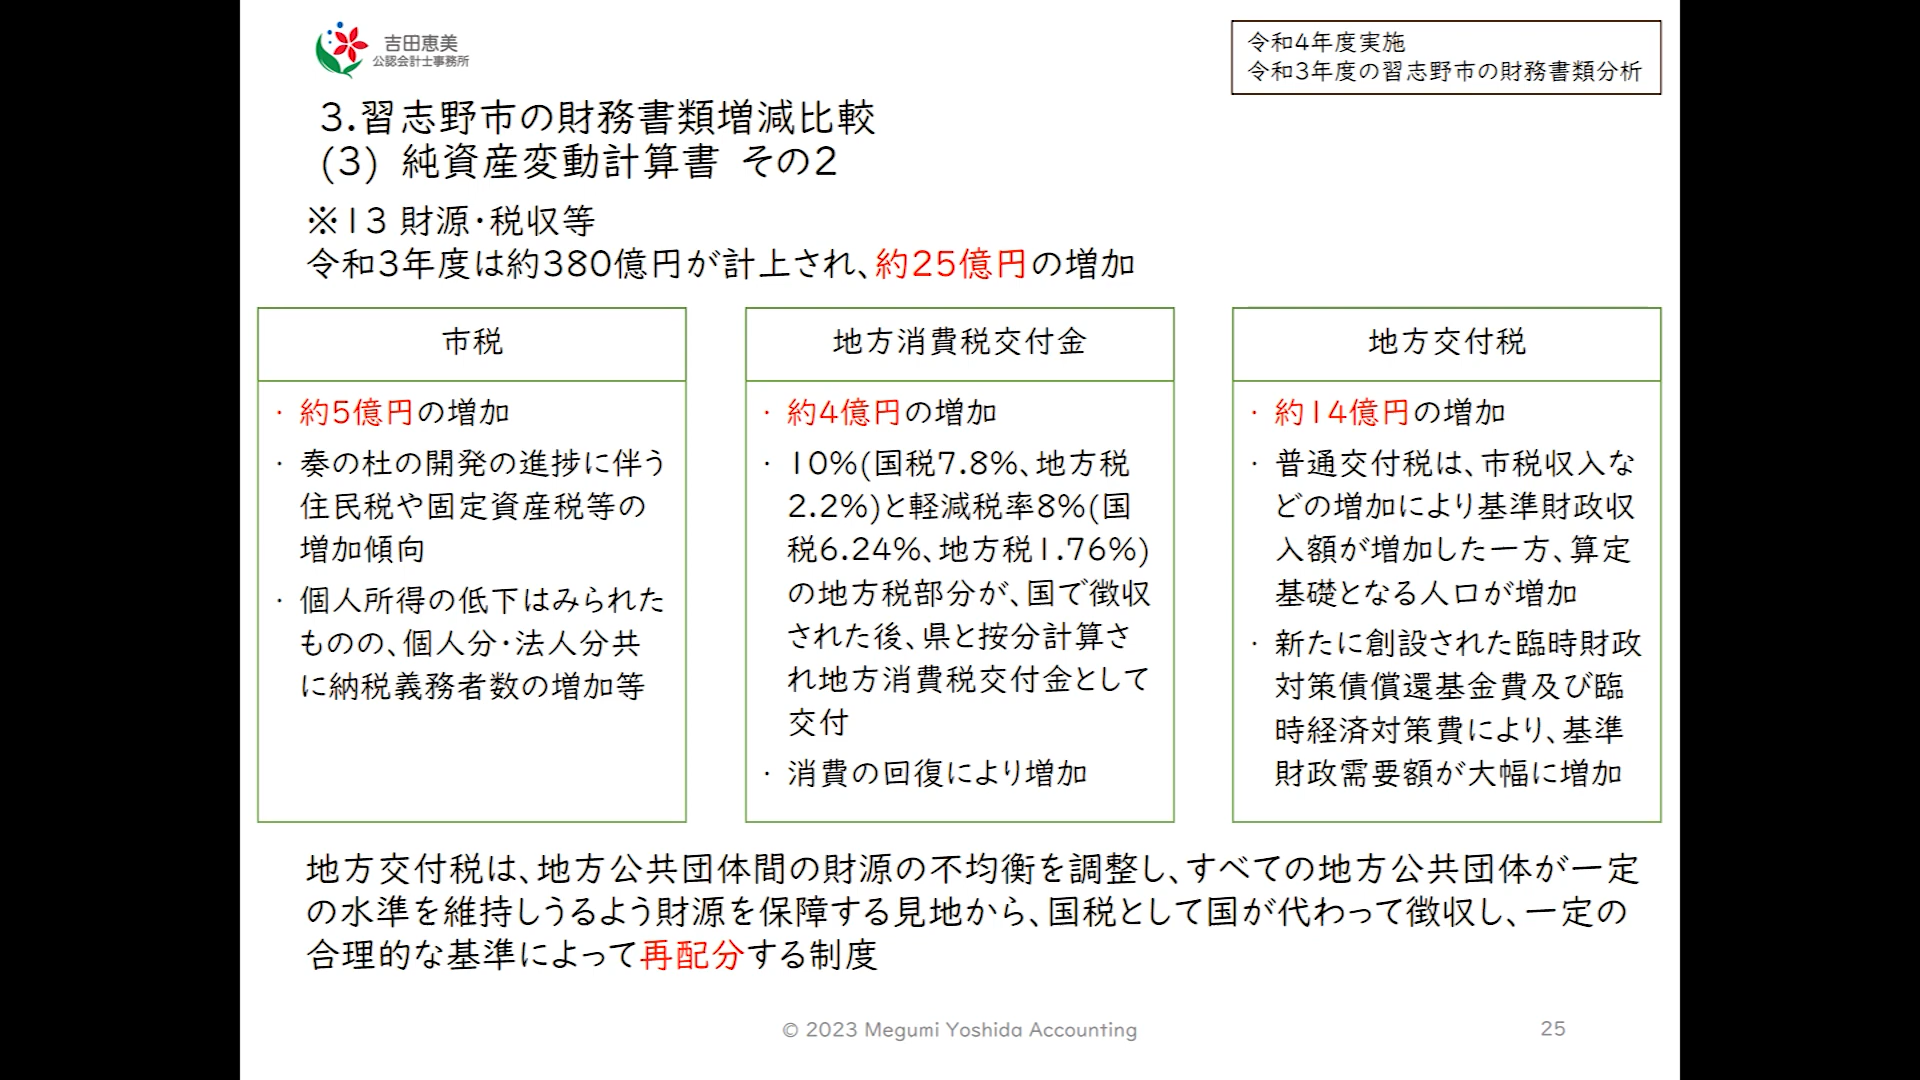 吉田恵美
公認会計士事務所
令和4年度実施
令和3年度の習志野市の財務書類分析
3.習志野市の財務書類増減比較
(3) 純資産変動計算書 その2
※13 財源・税収等
令和3年度は約380億円が計上され、約25億円の増加
市税
・約5億円の増加
・奏の杜の開発の進捗に伴う
住民税や固定資産税等の
増加傾向
・個人所得の低下はみられた
ものの、個人分・法人分共
に納税義務者数の増加等
地方消費税交付金
・約4億円の増加
・10%(国税7.8%、地方税
2.2%)と軽減税率8%(国
税6.24%、地方税1.76%)
の地方税部分が、国で徴収
された後、県と按分計算さ
れ地方消費税交付金として
交付
・消費の回復により増加
地方交付税
・約14億円の増加
・普通交付税は、市税収入な
どの増加により基準財政収
入額が増加した一方、算定
基礎となる人口が増加
・新たに創設された臨時財政
対策債償還基金費及び臨
時経済対策費により、基準
財政需要額が大幅に増加
地方交付税は、地方公共団体間の財源の不均衡を調整し、すべての地方公共団体が一定
の水準を維持しうるよう財源を保障する見地から、国税として国が代わって徴収し、一定の
合理的な基準によって再配分する制度
© 2023 Megumi Yoshida Accounting
25